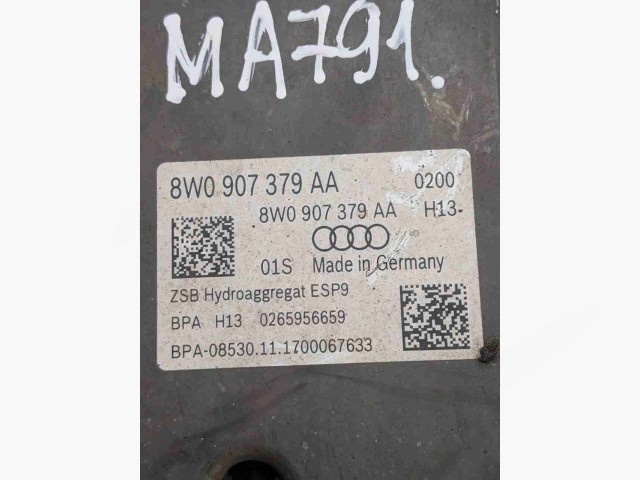 MA791.
8W0 907 379 AA 0200
8W0 907 379 AA H13
01S Made in Germany
ZSB Hydroaggregat ESP9
BPA H13 0265956659
BPA-08530.11.1700067633